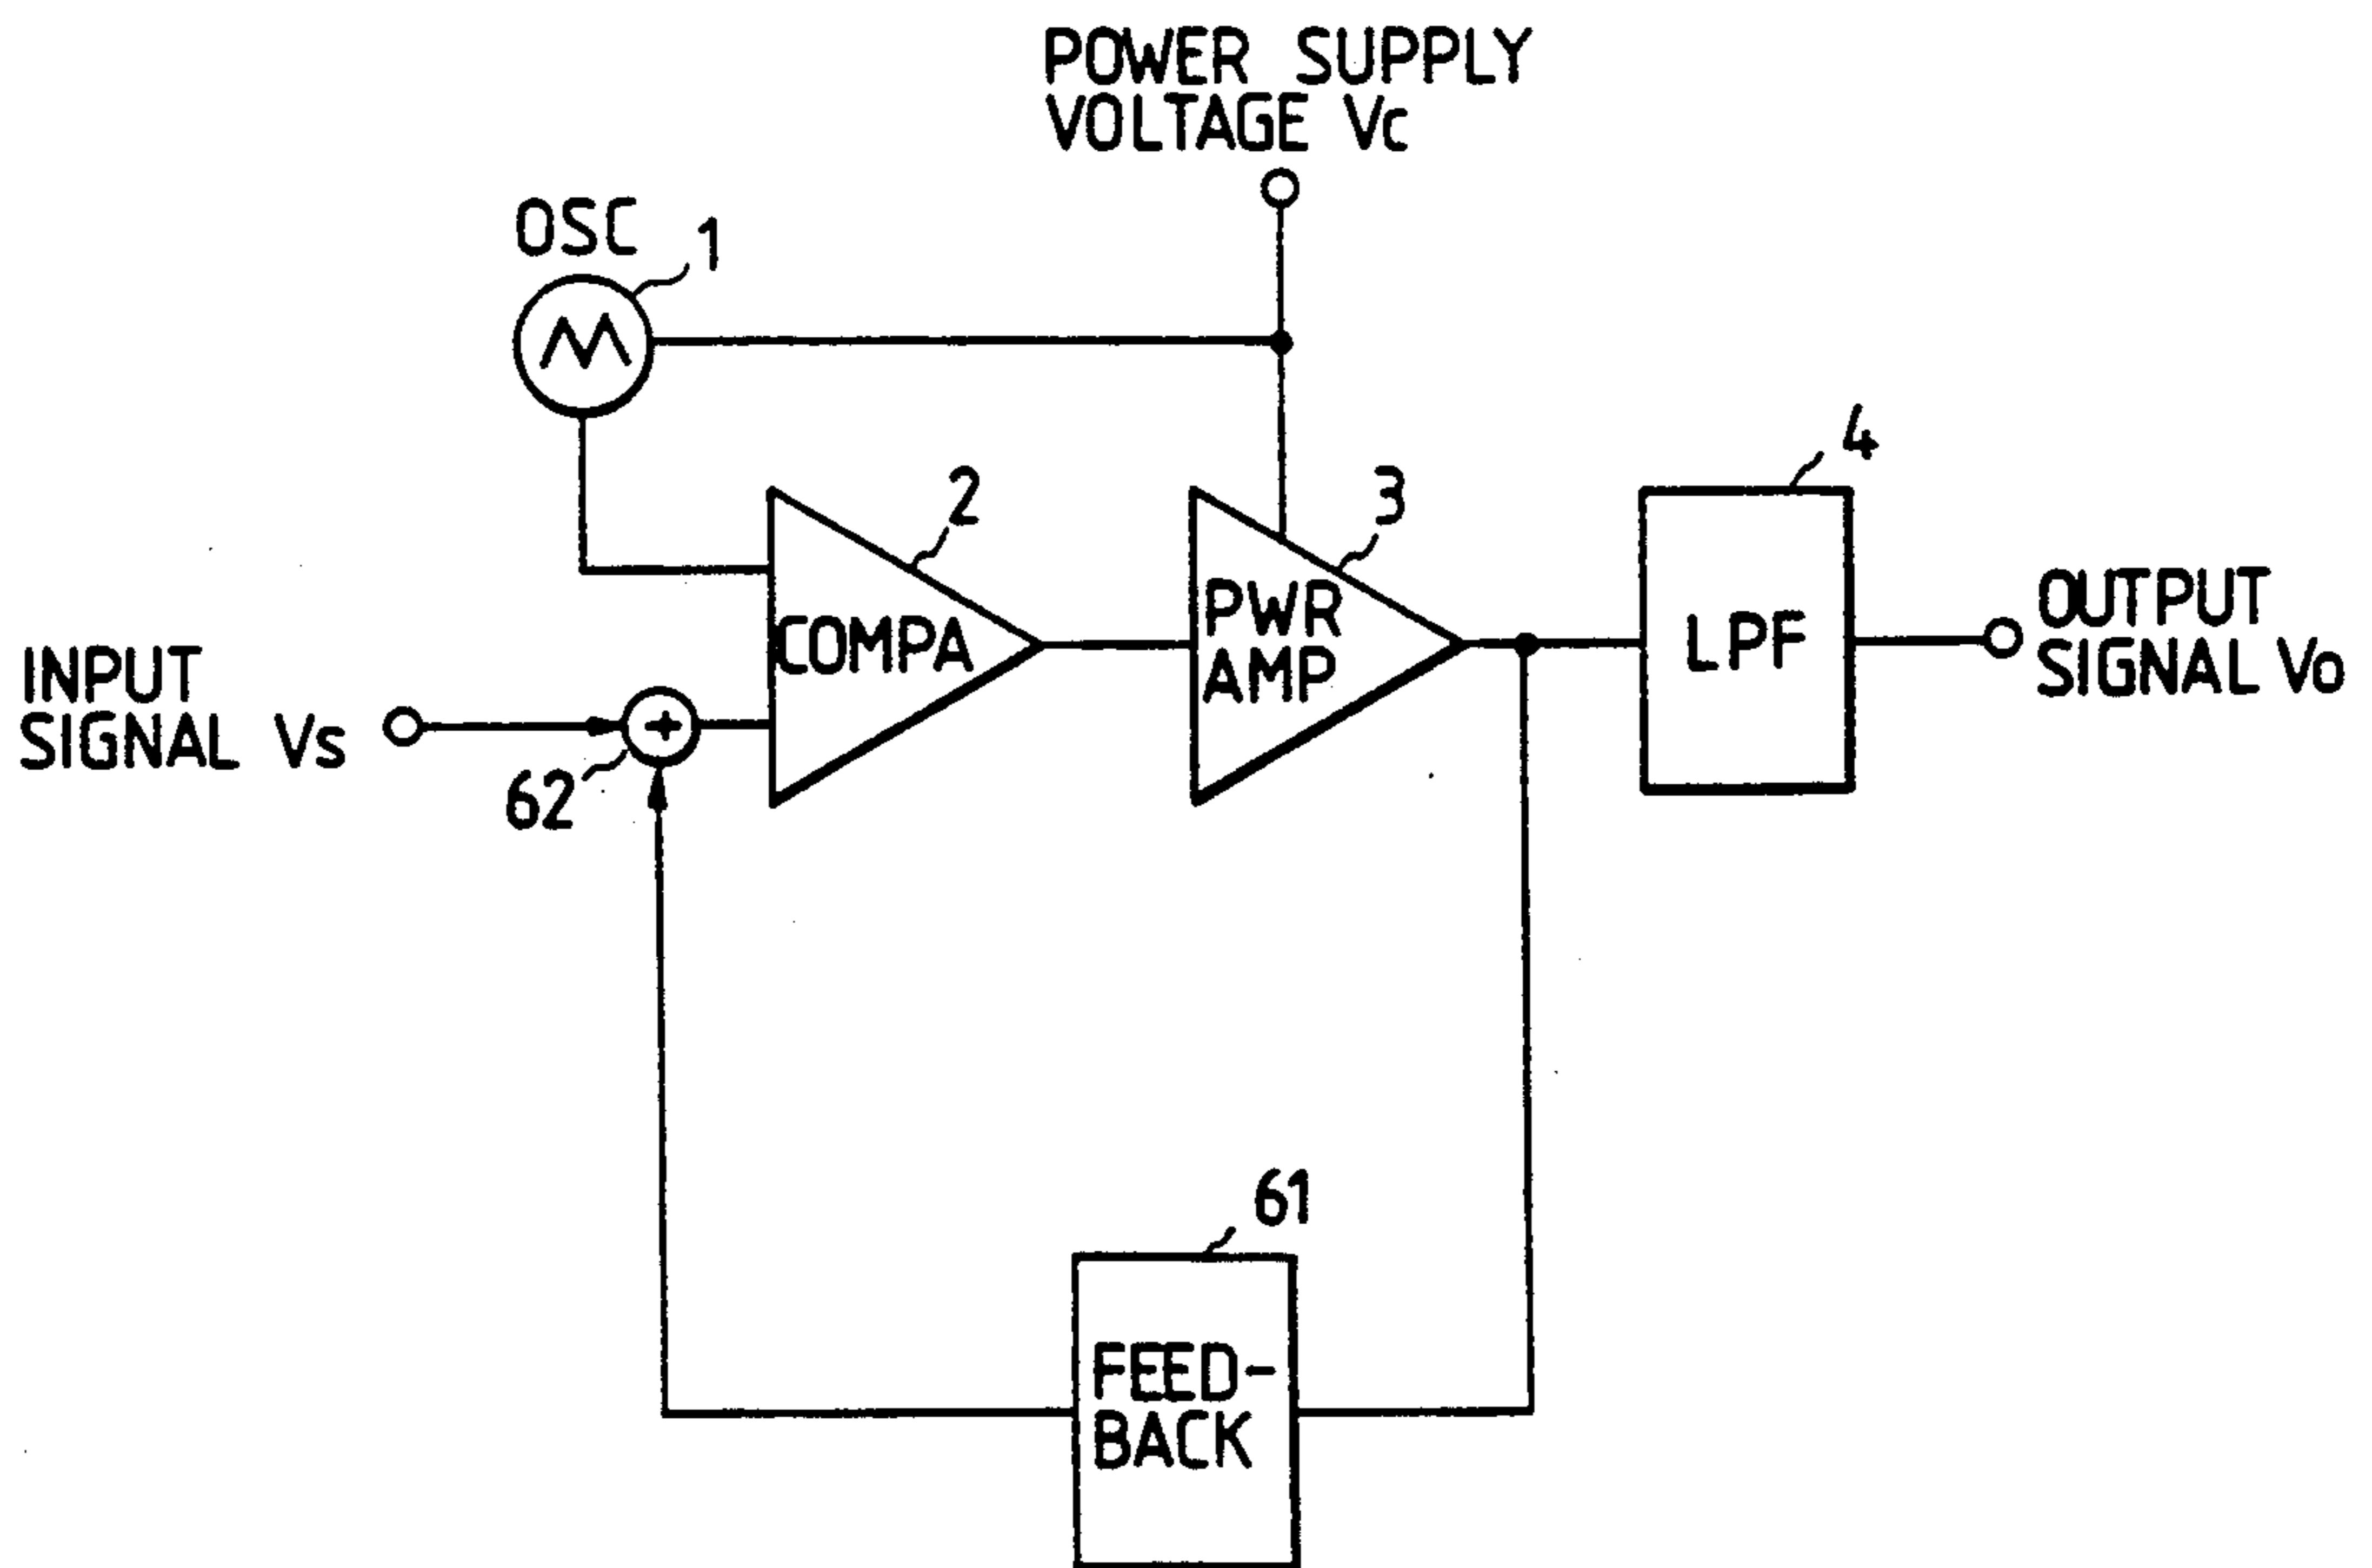 POWER SUPPLY
VOLTAGE Vc
OSC
1
2
3
4
COMPA
PWR
AMP
LPF
OUTPUT
SIGNAL Vo
INPUT
SIGNAL Vs
+
62
61
FEED-
BACK